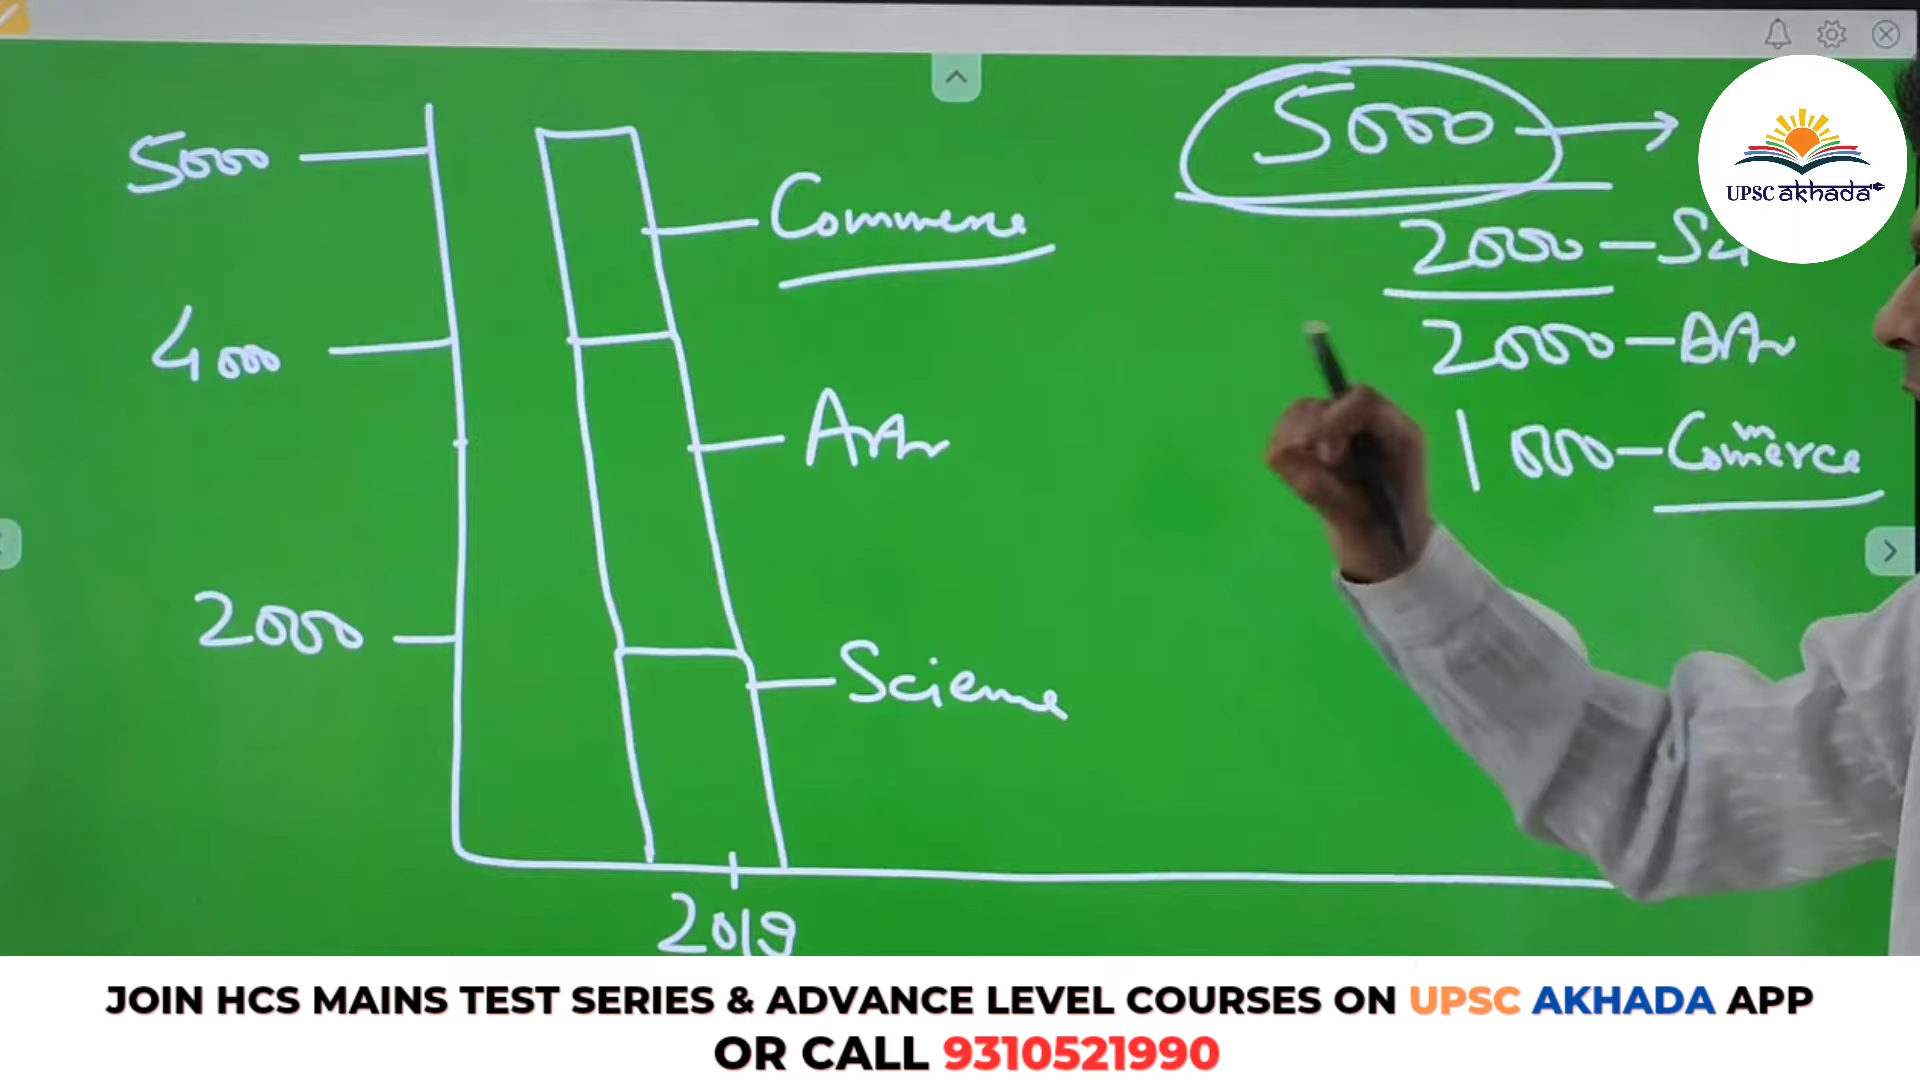 5000
4000
2000
Commerce
Arts
Science
2019
5000
2000 - Sci
2000 - Arts
1000 - Commerce
UPSC akhada
JOIN HCS MAINS TEST SERIES & ADVANCE LEVEL COURSES ON UPSC AKHADA APP
OR CALL 9310521990